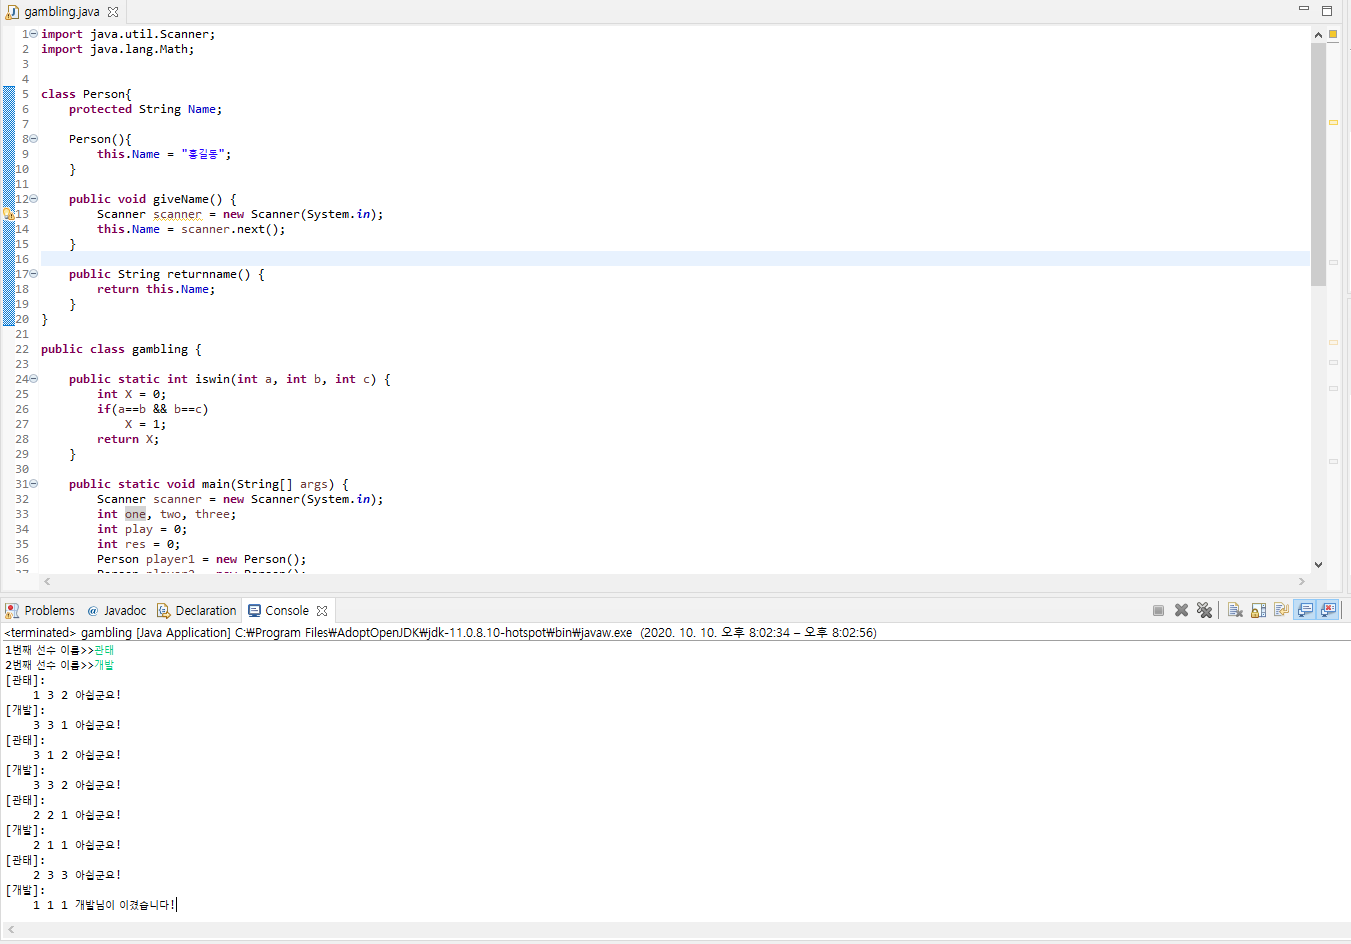 gambling.java
1 import java.util.Scanner;
2 import java.lang.Math;
3
4
5 class Person{
6 protected String Name;
7
8 Person(){
9 this.Name = "홍길동";
10 }
11
12 public void giveName() {
13 Scanner scanner = new Scanner(System.in);
14 this.Name = scanner.next();
15 }
16
17 public String returnname() {
18 return this.Name;
19 }
20 }
21
22 public class gambling {
23
24 public static int iswin(int a, int b, int c) {
25 int X = 0;
26 if(a==b && b==c)
27 X = 1;
28 return X;
29 }
30
31 public static void main(String[] args) {
32 Scanner scanner = new Scanner(System.in);
33 int one, two, three;
34 int play = 0;
35 int res = 0;
36 Person player1 = new Person();
37 Person player2 = new Person();
Problems @ Javadoc Declaration Console
<terminated> gambling [Java Application] C:₩Program Files₩AdoptOpenJDK₩jdk-11.0.8.10-hotspot₩bin₩javaw.exe (2020. 10. 10. 오후 8:02:34 – 오후 8:02:56)
1번째 선수 이름>>관태
2번째 선수 이름>>개발
[관태]:
1 3 2 아쉽군요!
[개발]:
3 3 1 아쉽군요!
[관태]:
3 1 2 아쉽군요!
[개발]:
3 3 2 아쉽군요!
[관태]:
2 2 1 아쉽군요!
[개발]:
2 1 1 아쉽군요!
[관태]:
2 3 3 아쉽군요!
[개발]:
1 1 1 개발님이 이겼습니다!